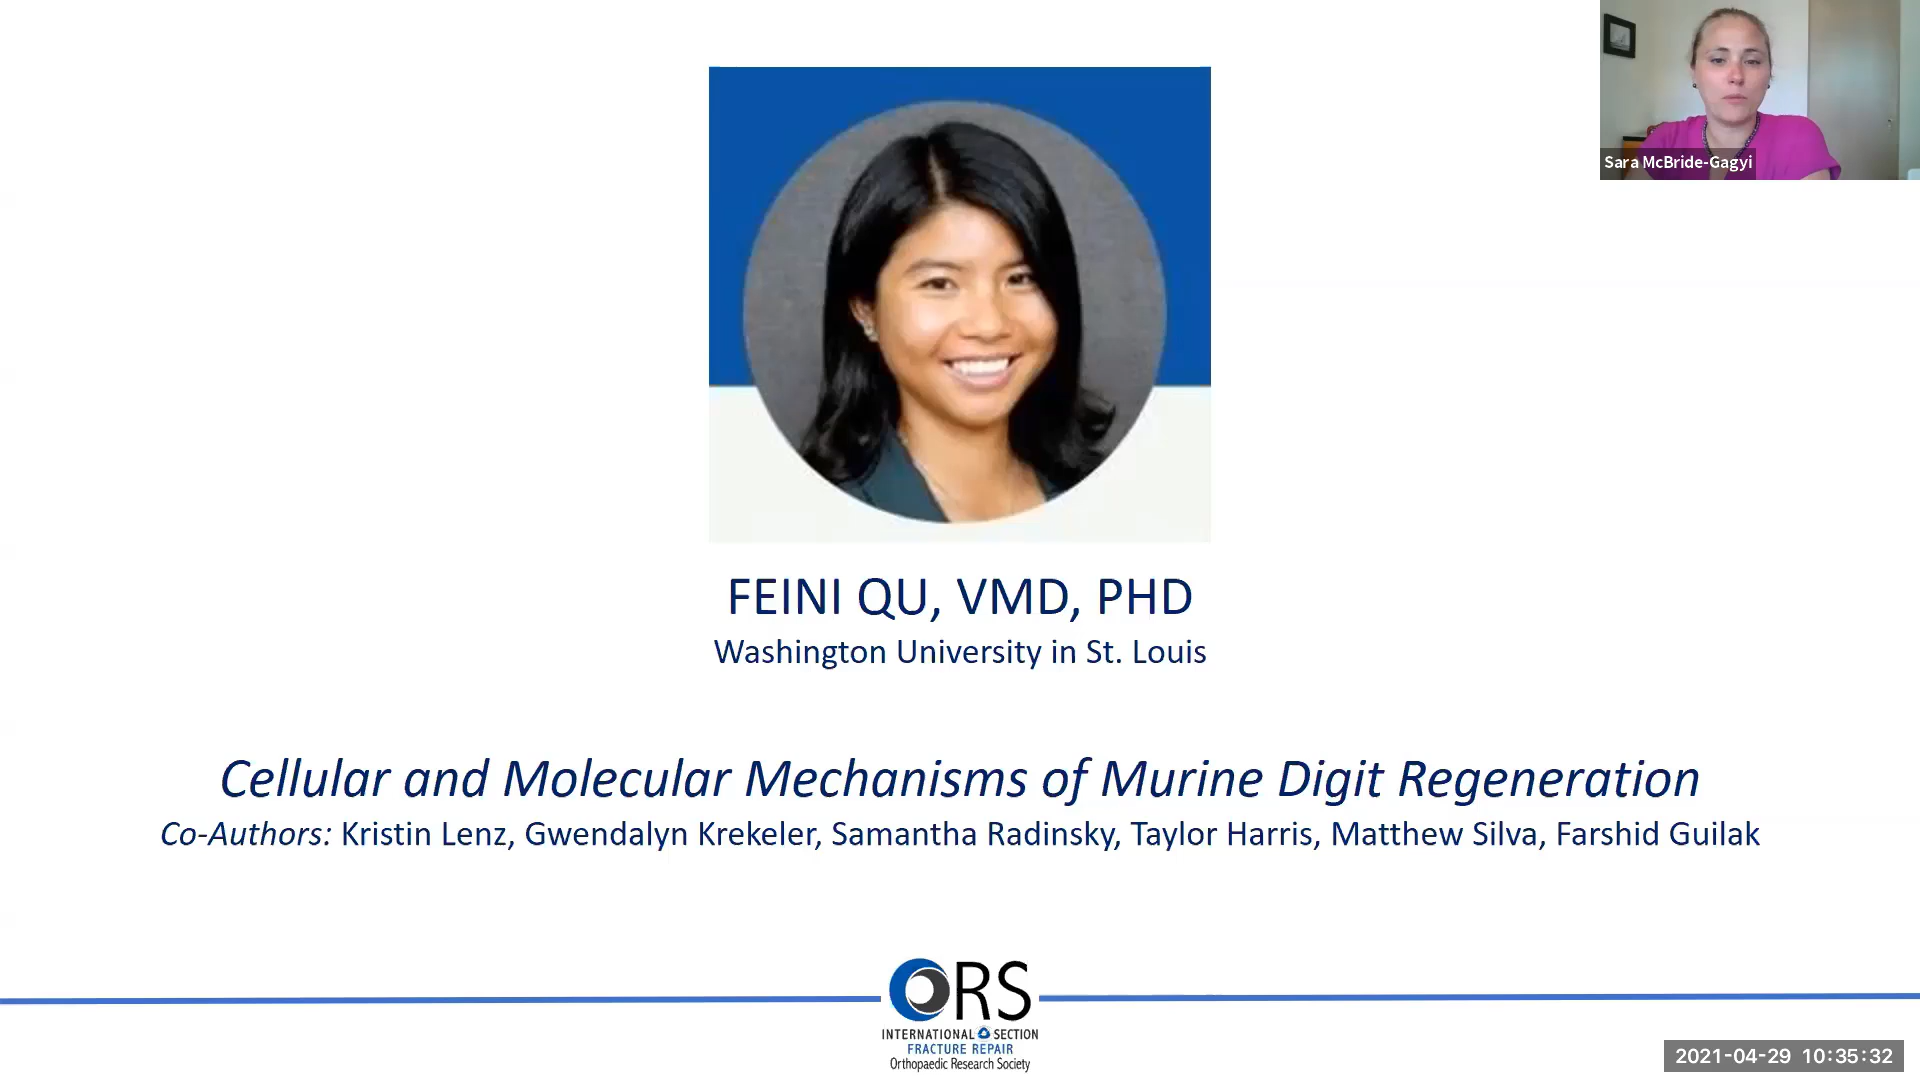 Sara McBride-Gagyi
FEINI QU, VMD, PHD
Washington University in St. Louis
Cellular and Molecular Mechanisms of Murine Digit Regeneration
Co-Authors: Kristin Lenz, Gwendalyn Krekeler, Samantha Radinsky, Taylor Harris, Matthew Silva, Farshid Guilak
ORS
INTERNATIONAL SECTION
FRACTURE REPAIR
Orthopaedic Research Society
2021-04-29 10:35:32